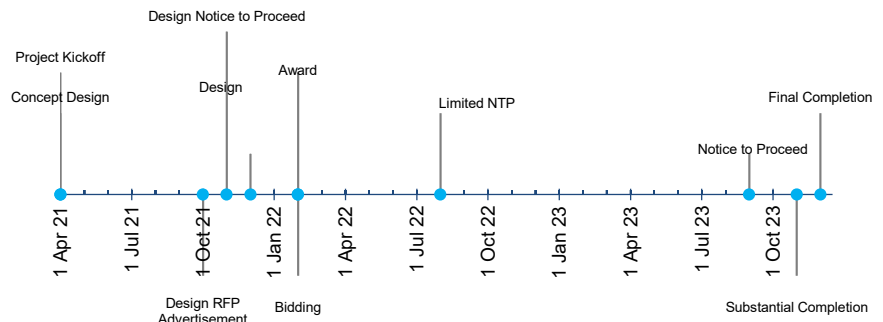 Design Notice to Proceed
Project Kickoff
Award
Design
Concept Design
Limited NTP
Final Completion
Notice to Proceed
1 Apr 21
1 Jul 21
1 Oct 21
1 Jan 22
1 Apr 22
1 Jul 22
1 Oct 22
1 Jan 23
1 Apr 23
1 Jul 23
1 Oct 23
Design RFP
Advertisement
Bidding
Substantial Completion